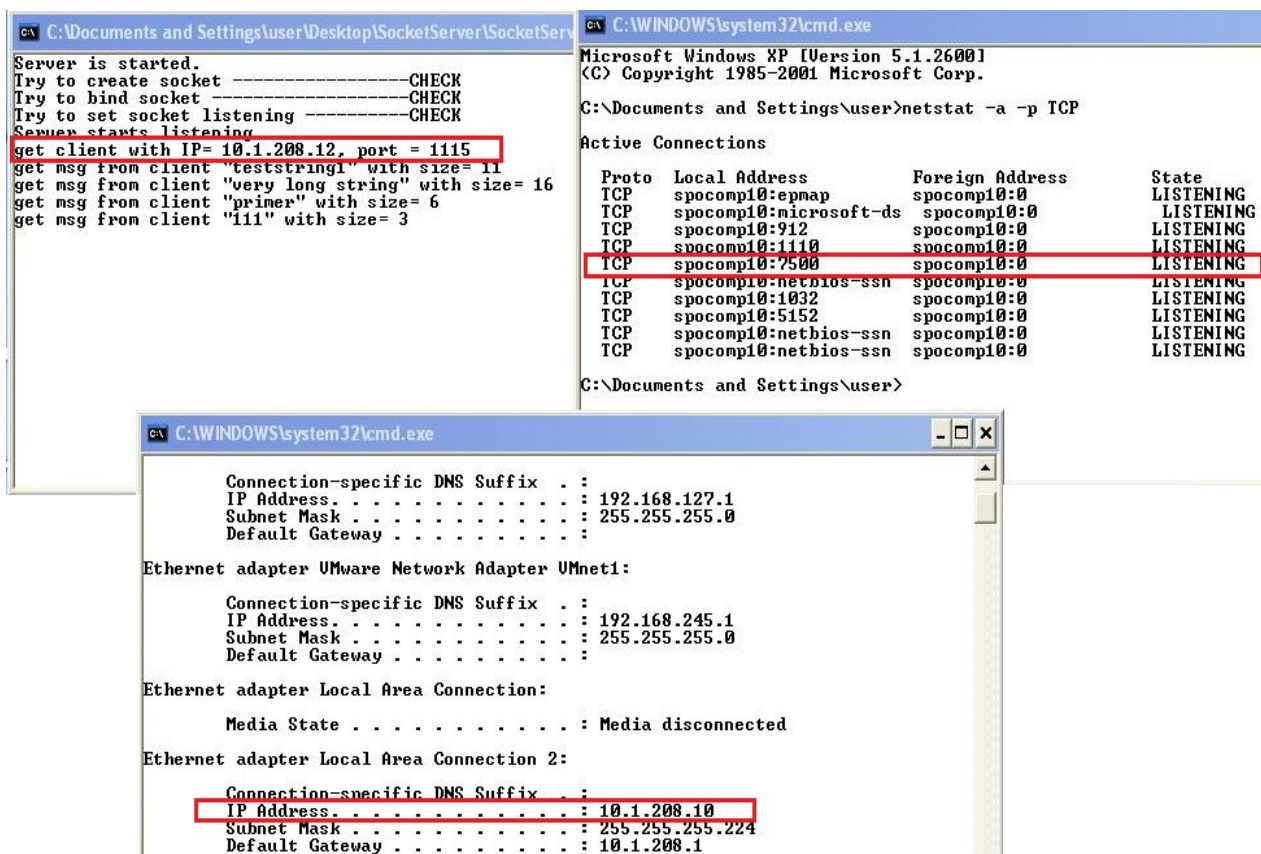 C:\Documents and Settings\user\Desktop\SocketServer\SocketServ
Server is started.
Try to create socket ------------------CHECK
Try to bind socket --------------------CHECK
Try to set socket listening -----------CHECK
Server starts listening
get client with IP= 10.1.208.12, port = 1115
get msg from client "teststring1" with size= 11
get msg from client "very long string" with size= 16
get msg from client "primer" with size= 6
get msg from client "111" with size= 3
C:\WINDOWS\system32\cmd.exe
Microsoft Windows XP [Version 5.1.2600]
(C) Copyright 1985-2001 Microsoft Corp.
C:\Documents and Settings\user>netstat -a -p TCP
Active Connections
Proto Local Address Foreign Address State
TCP spocomp10:epmap spocomp10:0 LISTENING
TCP spocomp10:microsoft-ds spocomp10:0 LISTENING
TCP spocomp10:912 spocomp10:0 LISTENING
TCP spocomp10:1110 spocomp10:0 LISTENING
TCP spocomp10:7500 spocomp10:0 LISTENING
TCP spocomp10:netbios-ssn spocomp10:0 LISTENING
TCP spocomp10:1032 spocomp10:0 LISTENING
TCP spocomp10:5152 spocomp10:0 LISTENING
TCP spocomp10:netbios-ssn spocomp10:0 LISTENING
TCP spocomp10:netbios-ssn spocomp10:0 LISTENING
C:\Documents and Settings\user>
C:\WINDOWS\system32\cmd.exe
Connection-specific DNS Suffix . :
IP Address. . . . . . . . . . . . : 192.168.127.1
Subnet Mask . . . . . . . . . . . : 255.255.255.0
Default Gateway . . . . . . . . . :
Ethernet adapter VMware Network Adapter VMnet1:
Connection-specific DNS Suffix . :
IP Address. . . . . . . . . . . . : 192.168.245.1
Subnet Mask . . . . . . . . . . . : 255.255.255.0
Default Gateway . . . . . . . . . :
Ethernet adapter Local Area Connection:
Media State . . . . . . . . . . . : Media disconnected
Ethernet adapter Local Area Connection 2:
Connection-specific DNS Suffix . :
IP Address. . . . . . . . . . . . : 10.1.208.10
Subnet Mask . . . . . . . . . . . : 255.255.255.224
Default Gateway . . . . . . . . . : 10.1.208.1